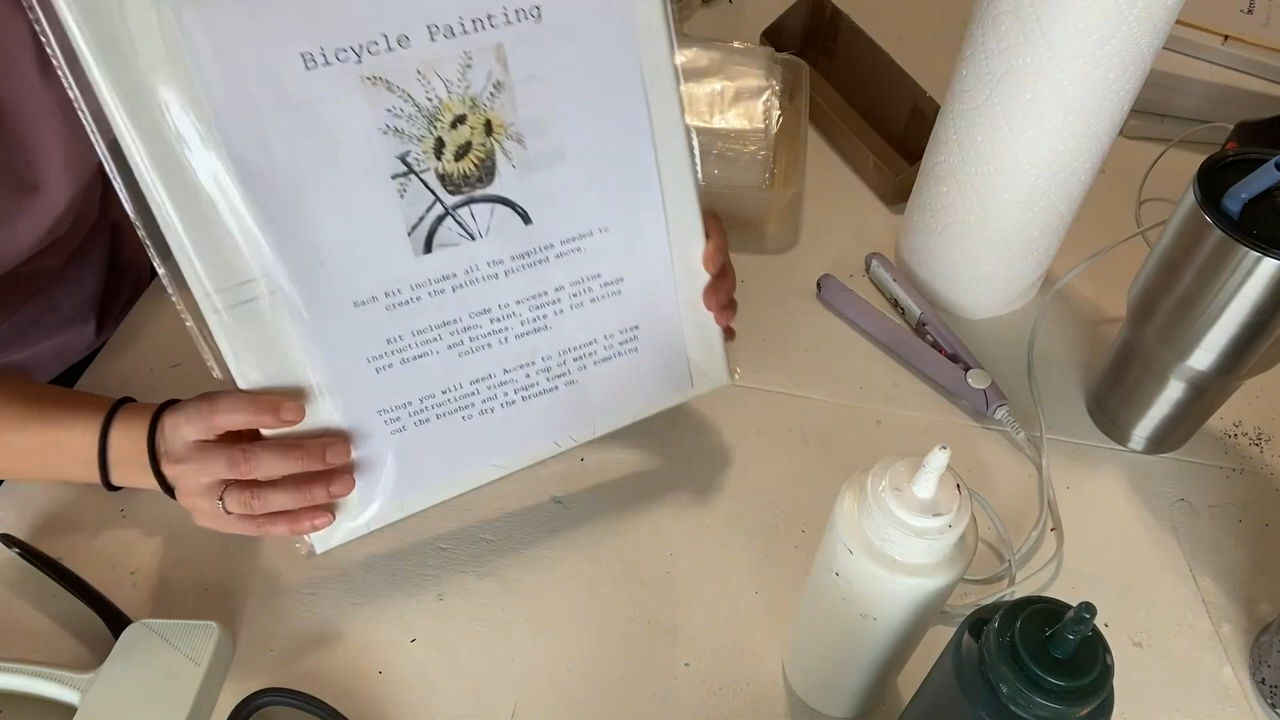 Bicycle Painting
Each Kit includes all the supplies needed to
create the painting pictured above.
Kit includes: Code to access an online
instructional video, Paint, Canvas (with image
pre drawn), and brushes. Plate is for mixing
colors if needed.
Things you will need: Access to internet to view
the instructional video, a cup of water to wash
out the brushes and a paper towel or something
to dry the brushes on.